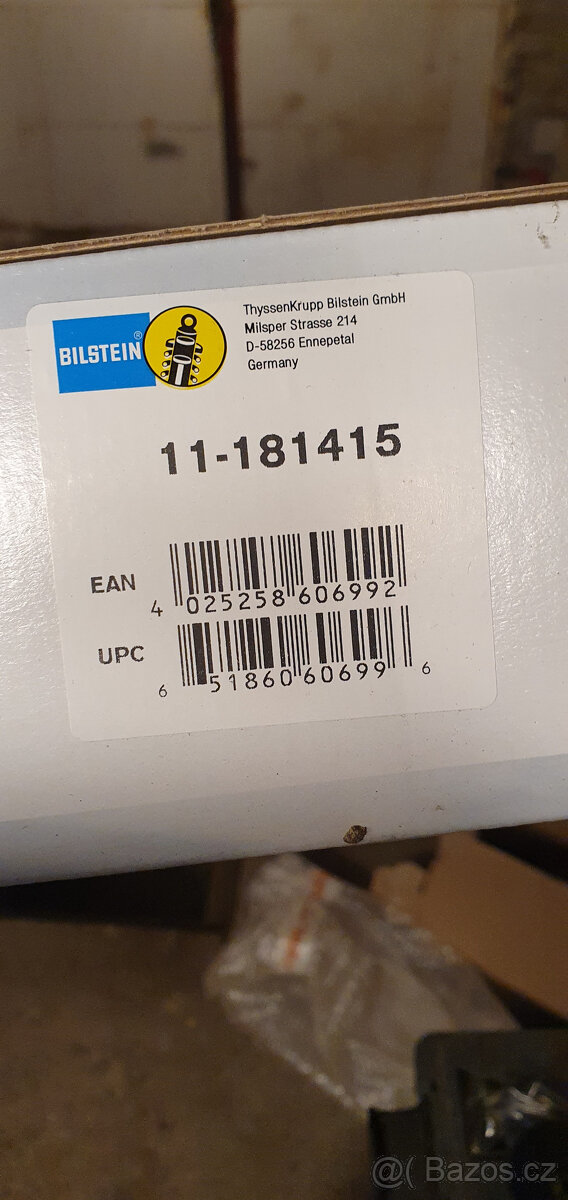 BILSTEIN®
ThyssenKrupp Bilstein GmbH
Milsper Strasse 214
D-58256 Ennepetal
Germany
11-181415
EAN
4 025258 606992
UPC
6 51860 60699 6
@( Bazos.cz